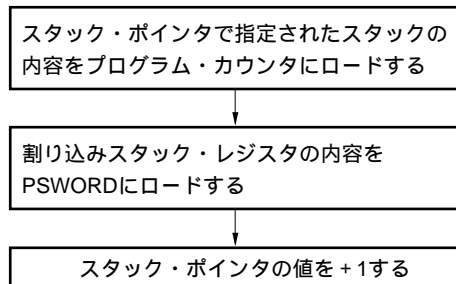 スタック・ポインタで指定されたスタックの
内容をプログラム・カウンタにロードする
割り込みスタック・レジスタの内容を
PSWORDにロードする
スタック・ポインタの値を+1する